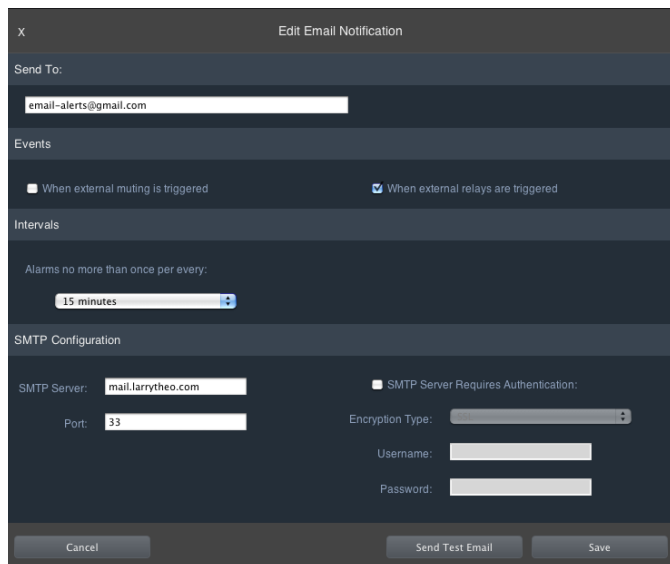 X
Edit Email Notification
Send To:
email-alerts@gmail.com
Events
When external muting is triggered
When external relays are triggered
Intervals
Alarms no more than once per every:
15 minutes
SMTP Configuration
SMTP Server:
mail.larrytheo.com
SMTP Server Requires Authentication:
Port:
33
Encryption Type:
Username:
Password:
Cancel
Send Test Email
Save